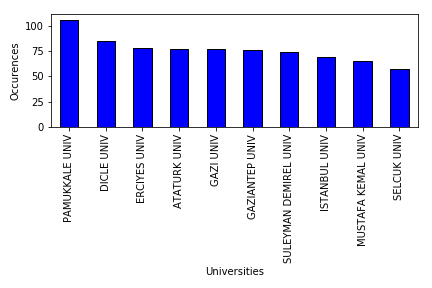 Occurences
100
75
50
25
0
PAMUKKALE UNIV
DICLE UNIV
ERCIYES UNIV
ATATURK UNIV
GAZI UNIV
GAZIANTEP UNIV
SULEYMAN DEMIREL UNIV
ISTANBUL UNIV
MUSTAFA KEMAL UNIV
SELCUK UNIV
Universities